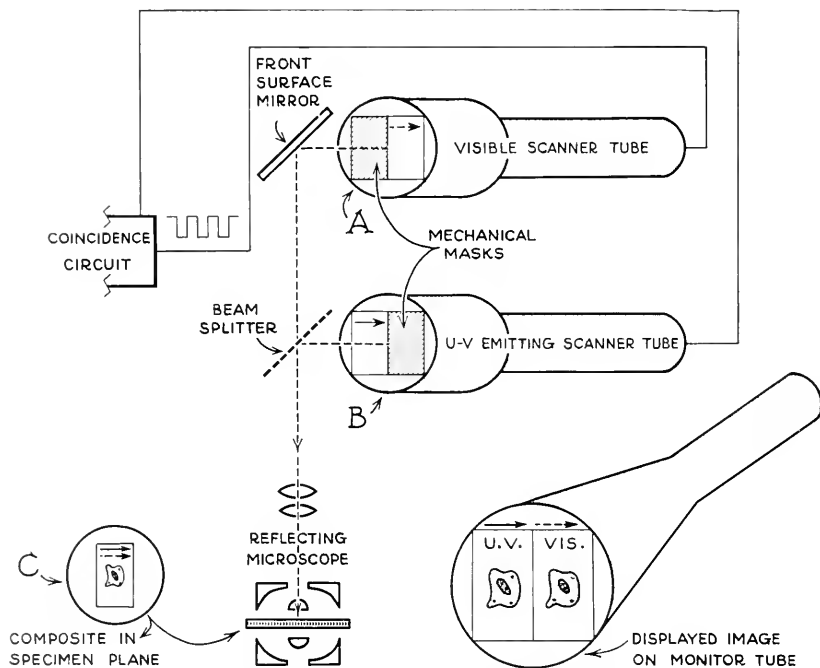 FRONT
SURFACE
MIRROR
VISIBLE SCANNER TUBE
A
COINCIDENCE
CIRCUIT
MECHANICAL
MASKS
BEAM
SPLITTER
U-V EMITTING SCANNER TUBE
B
REFLECTING
MICROSCOPE
U.V. VIS.
C
COMPOSITE IN
SPECIMEN PLANE
DISPLAYED IMAGE
ON MONITOR TUBE